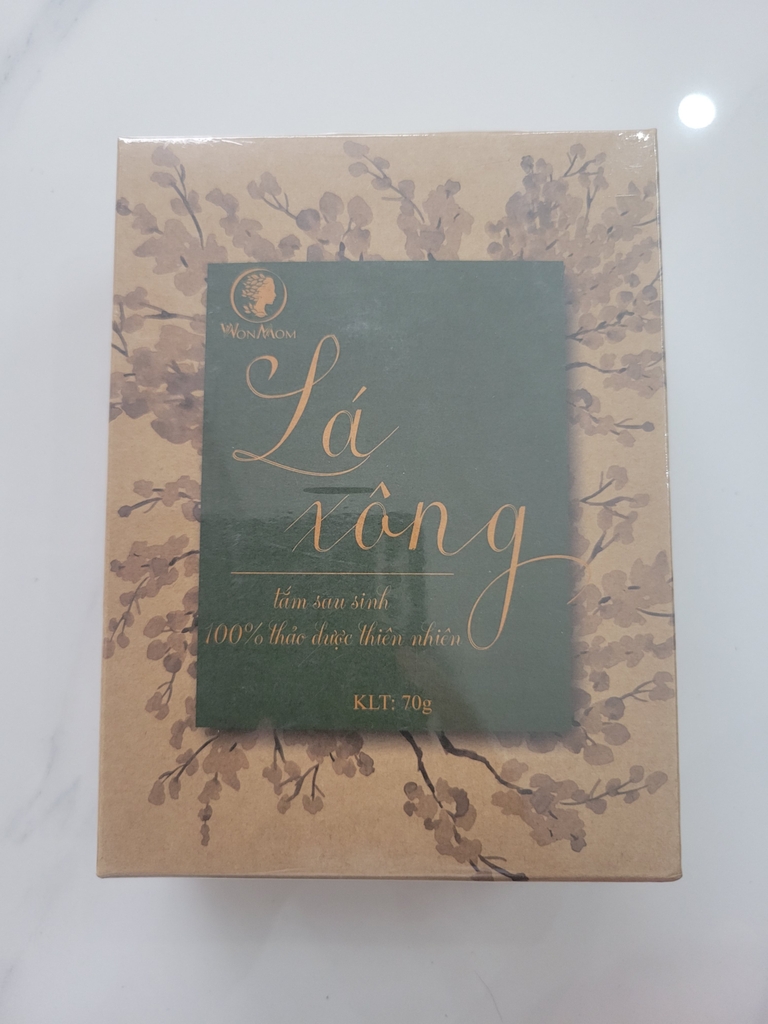 WonMom
Lá
xông
tắm sau sinh
100% thảo dược thiên nhiên
KLT: 70g